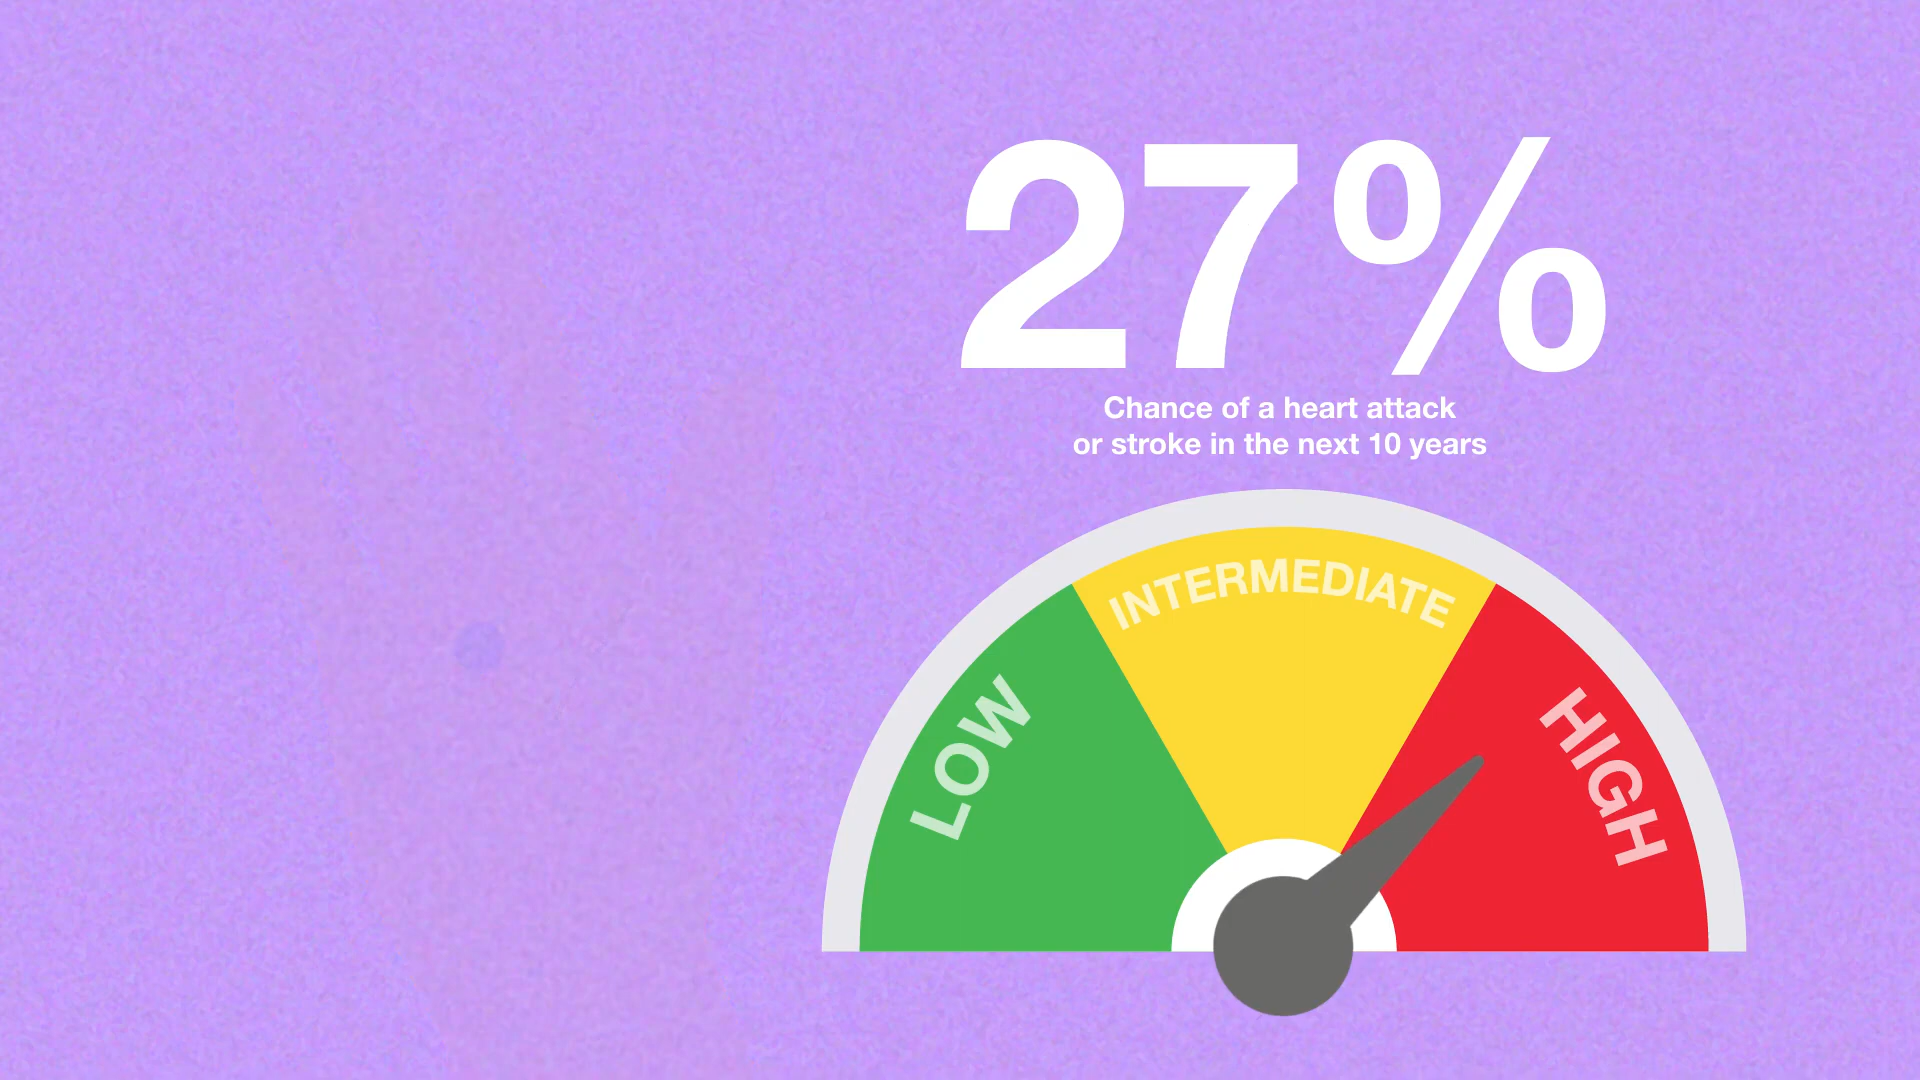 27%
Chance of a heart attack
or stroke in the next 10 years
LOW
INTERMEDIATE
HIGH